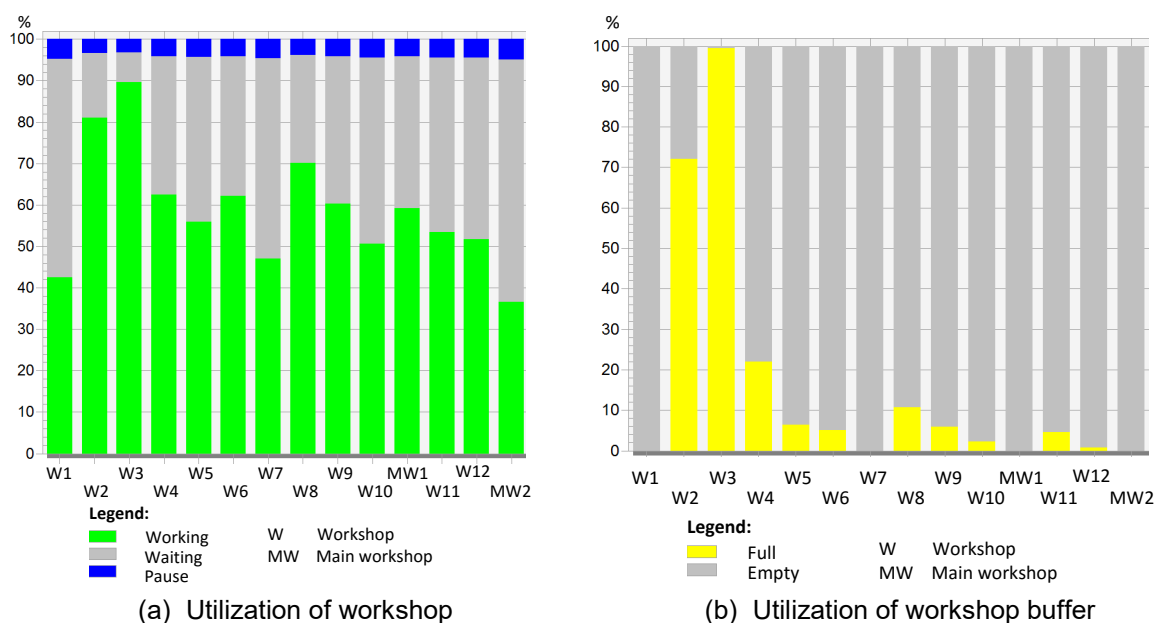 %
100
90
80
70
60
50
40
30
20
10
0
W1 W3 W5 W7 W9 MW1 W12
W2 W4 W6 W8 W10 W11 MW2
Legend:
Working W Workshop
Waiting MW Main workshop
Pause
(a) Utilization of workshop
%
100
90
80
70
60
50
40
30
20
10
0
W1 W3 W5 W7 W9 MW1 W12
W2 W4 W6 W8 W10 W11 MW2
Legend:
Full W Workshop
Empty MW Main workshop
(b) Utilization of workshop buffer